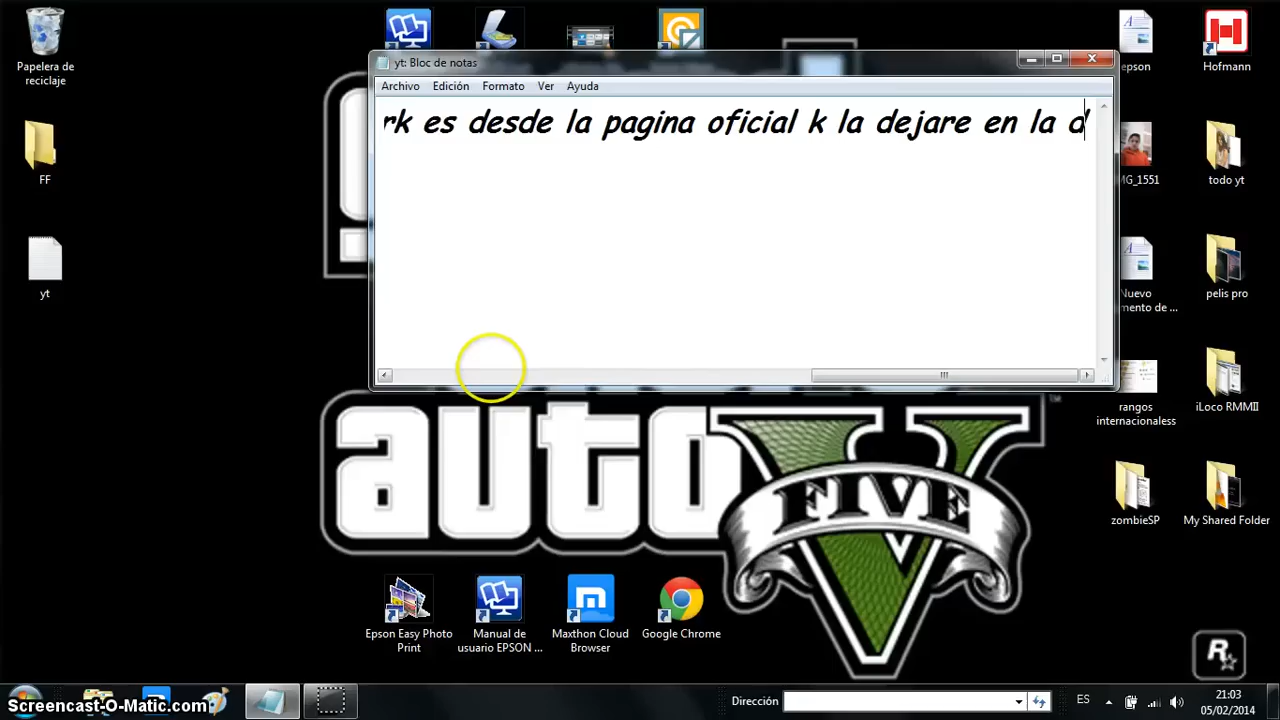 Papelera de
reciclaje
FF
yt
yt: Bloc de notas
Archivo Edición Formato Ver Ayuda
rk es desde la pagina oficial k la dejare en la d
epson
Hofmann
MG_1551
todo yt
Nuevo
mento de ...
pelis pro
rangos
internacionaless
iLoco RMMII
zombieSP
My Shared Folder
auto
FIVE
Epson Easy Photo
Print
Manual de
usuario EPSON ...
Maxthon Cloud
Browser
Google Chrome
R
Screencast-O-Matic.com
Dirección
ES
21:03
05/02/2014